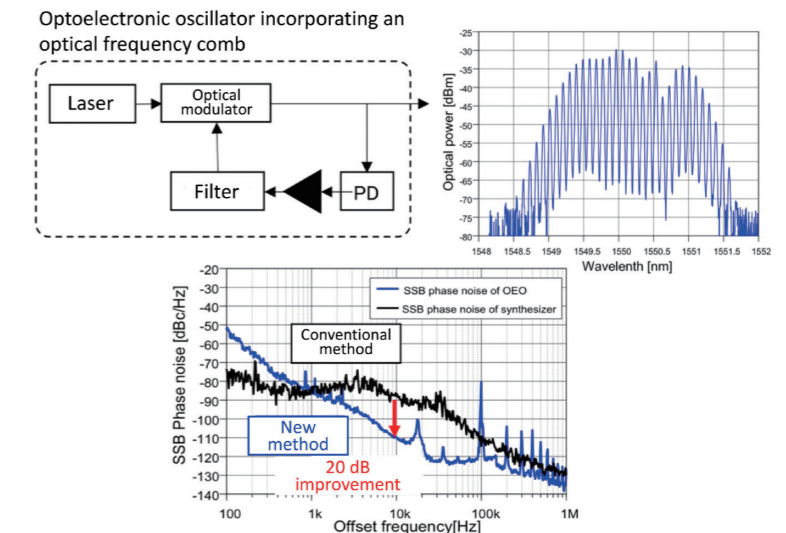 Optoelectronic oscillator incorporating an
optical frequency comb
Laser
Optical
modulator
Filter
PD
Optical power [dBm]
-25
-30
-35
-40
-45
-50
-55
-60
-65
-70
-75
-80
1548 1548.5 1549 1549.5 1550 1550.5 1551 1551.5 1552
Wavelenth [nm]
SSB Phase noise [dBc/Hz]
-20
-30
-40
-50
-60
-70
-80
-90
-100
-110
-120
-130
-140
SSB phase noise of OEO
SSB phase noise of synthesizer
Conventional
method
New
method
20 dB
improvement
100 1k 10k 100k 1M
Offset frequency[Hz]